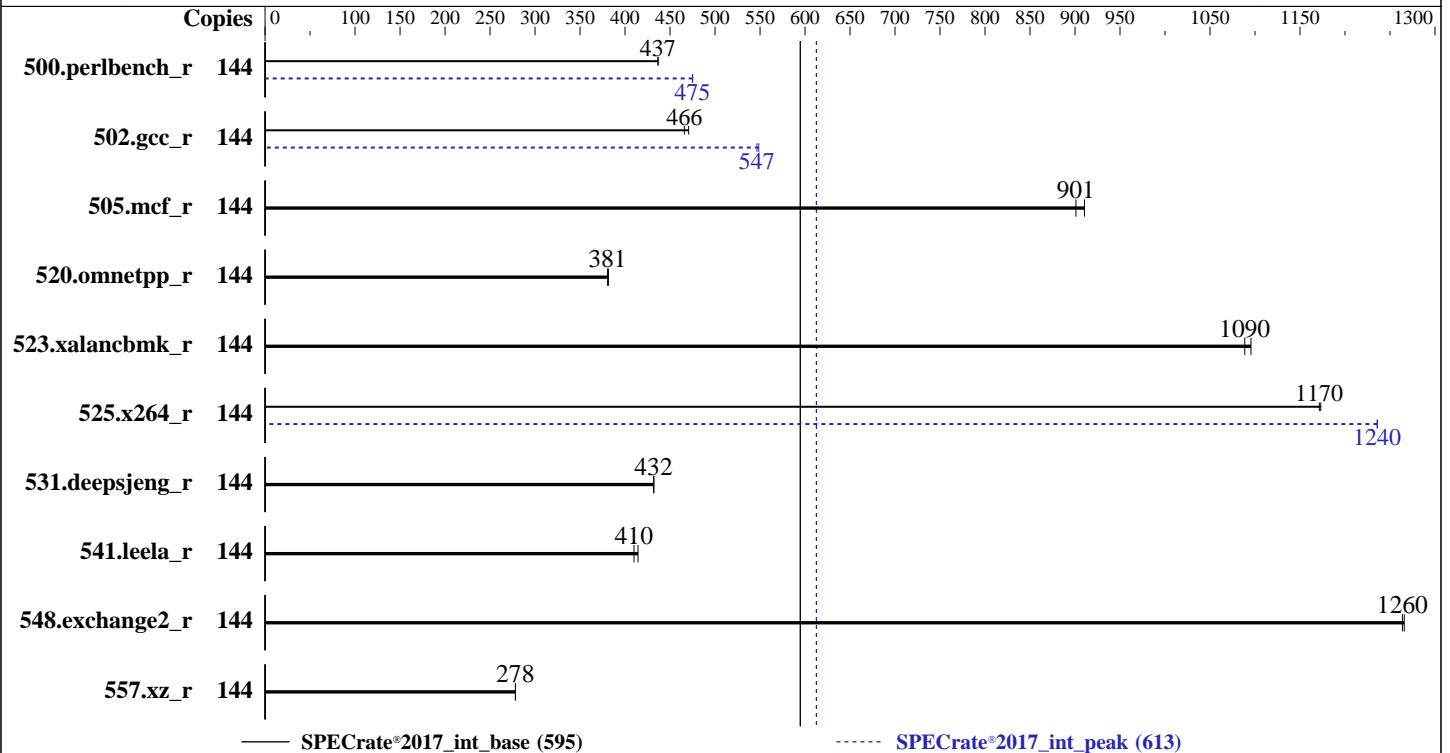 Copies 0 100 150 200 250 300 350 400 450 500 550 600 650 700 750 800 850 900 950 1050 1150 1300
500.perlbench_r 144 437
475
502.gcc_r 144 466
547
505.mcf_r 144 901
520.omnetpp_r 144 381
523.xalancbmk_r 144 1090
525.x264_r 144 1170
1240
531.deepsjeng_r 144 432
541.leela_r 144 410
548.exchange2_r 144 1260
557.xz_r 144 278
SPECrate®2017_int_base (595) SPECrate®2017_int_peak (613)